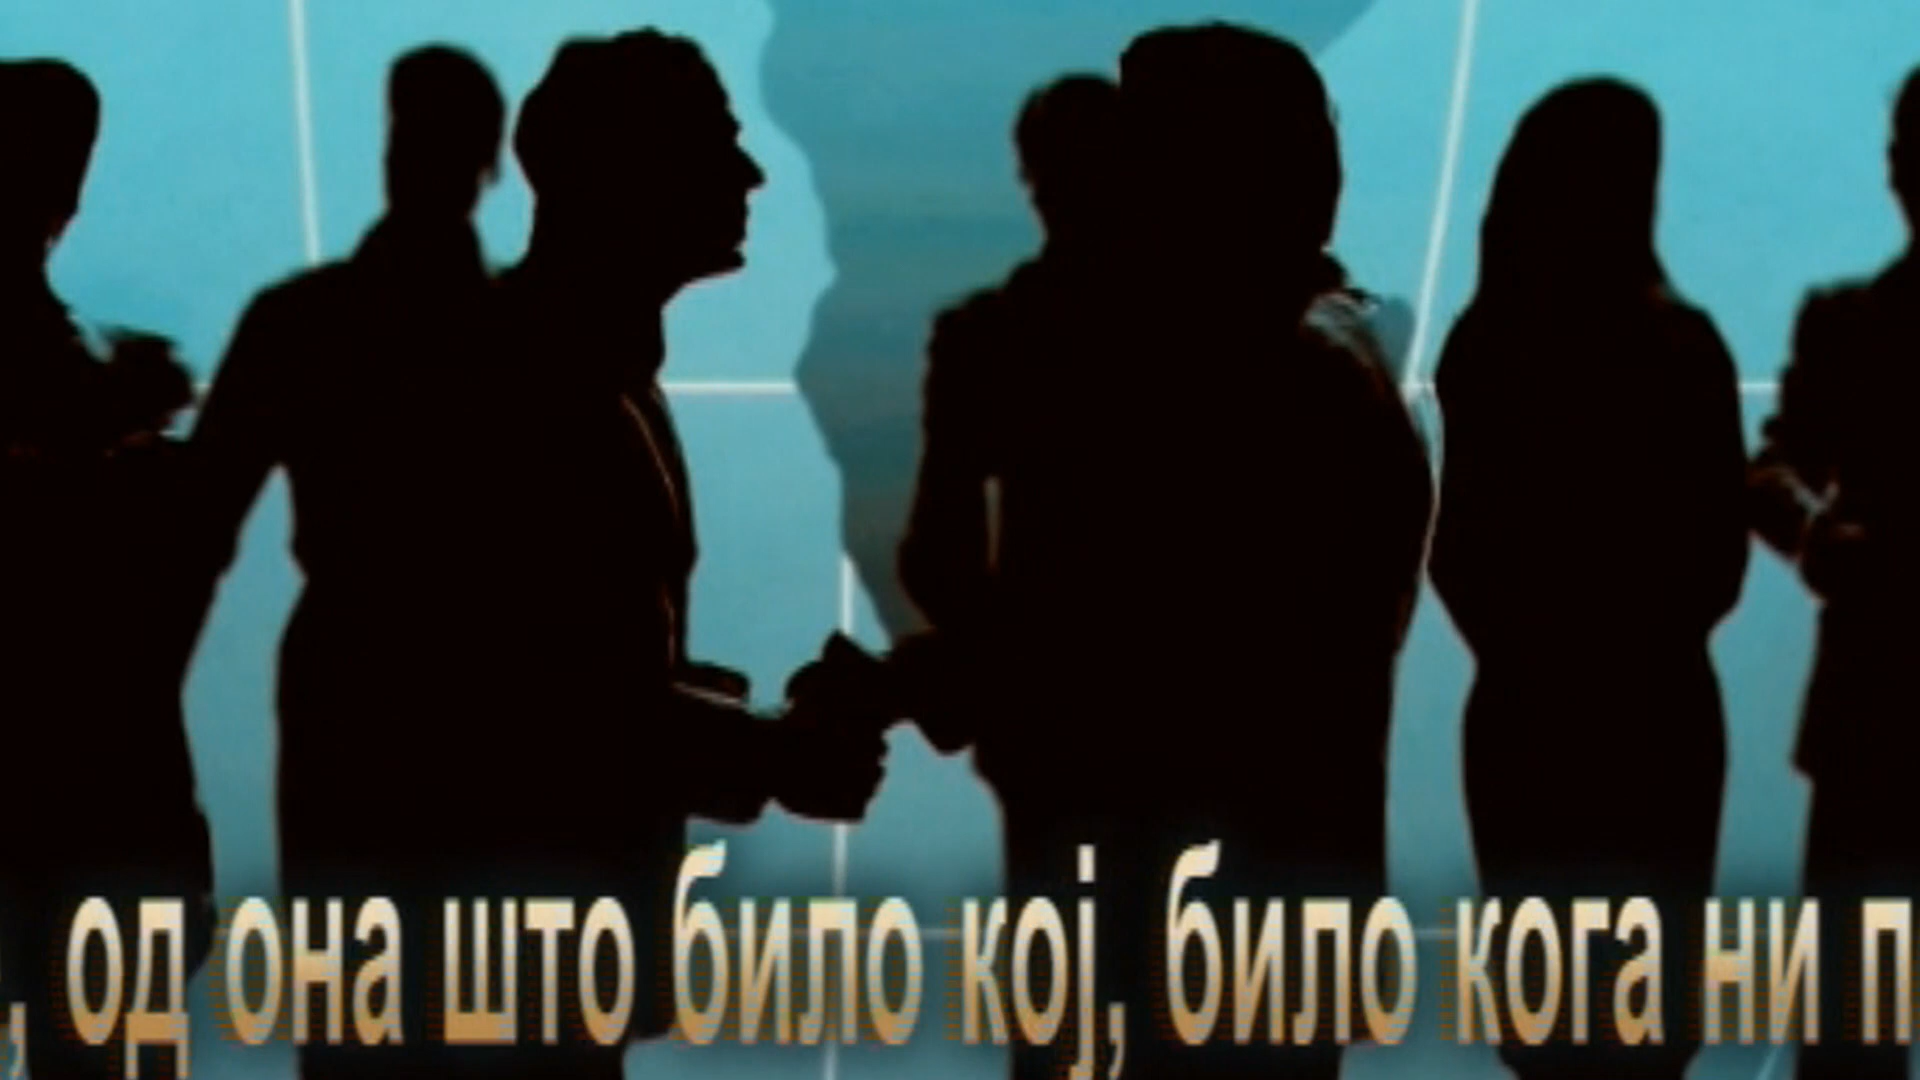 , од она што било кој, било кога ни